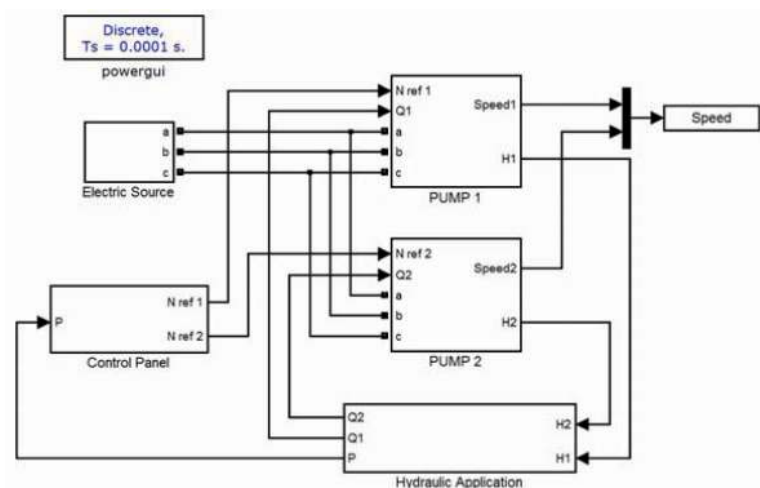 Discrete,
Ts = 0.0001 s.
powergui
N ref 1
Q1
a
b
c
Speed1
H1
PUMP 1
Speed
a
b
c
Electric Source
N ref 2
Q2
a
b
c
Speed2
H2
PUMP 2
P
N ref 1
N ref 2
Control Panel
Q2
Q1
P
H2
H1
Hydraulic Application